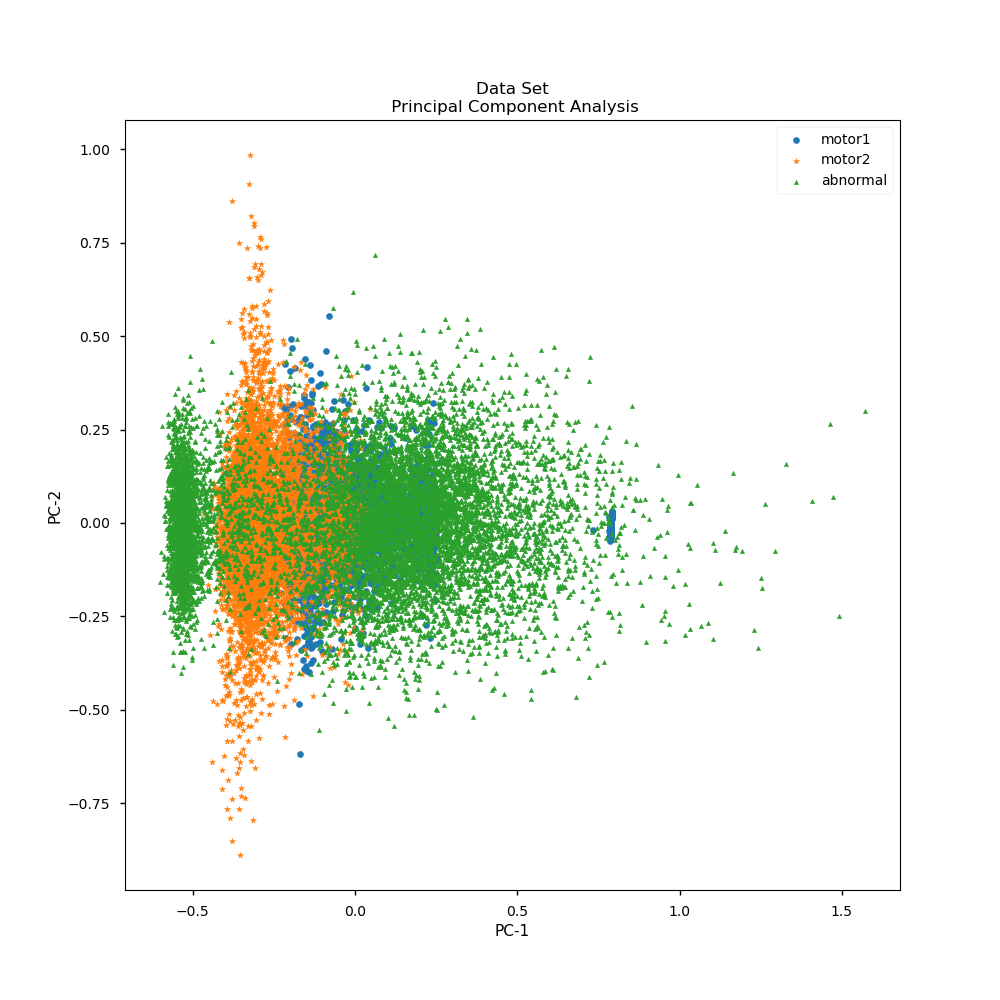 Data Set
Principal Component Analysis
motor1
motor2
abnormal
1.00
0.75
0.50
0.25
0.00
−0.25
−0.50
−0.75
PC-2
−0.5
0.0
0.5
1.0
1.5
PC-1